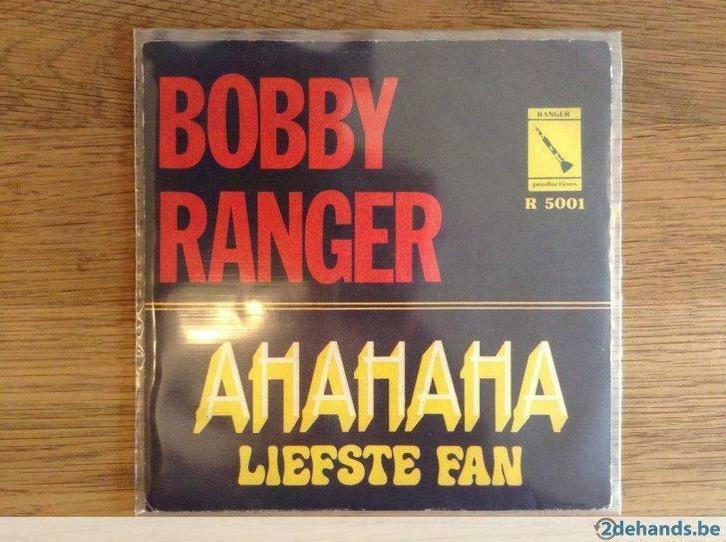 BOBBY
RANGER
RANGER
productions
R 5001
AHAHAHA
LIEFSTE FAN
2dehands.be